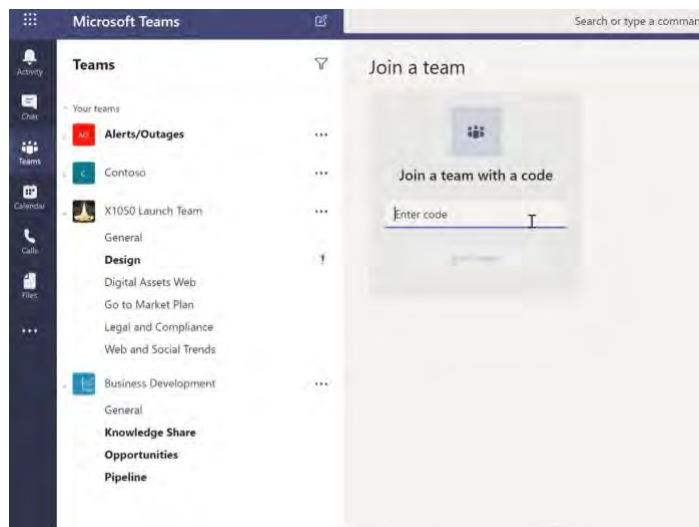 Microsoft Teams
Search or type a comman
Activity
Chat
Teams
Calendar
Calls
Files
Teams
Your teams
Alerts/Outages
Contoso
C
X1050 Launch Team
General
Design
Digital Assets Web
Go to Market Plan
Legal and Compliance
Web and Social Trends
Business Development
General
Knowledge Share
Opportunities
Pipeline
Join a team
Join a team with a code
Enter code